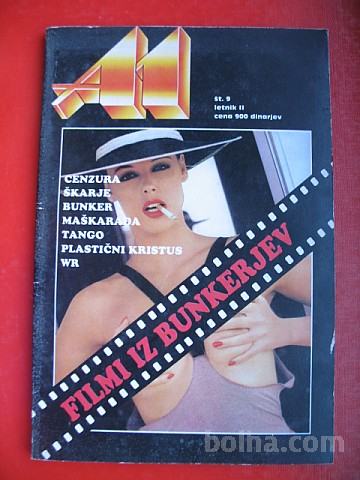 A1
št. 9
letnik II
cena 900 dinarjev
CENZURA
ŠKARJE
BUNKER
MAŠKARADA
TANGO
PLASTIČNI KRISTUS
WR
FILMI IZ BUNKERJEV
bolha.com